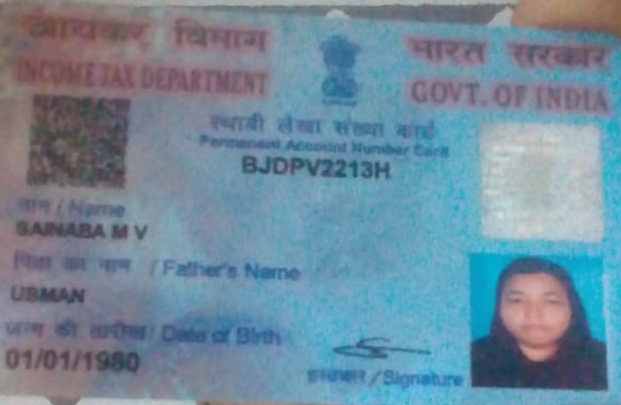 आयकर विभाग
INCOME TAX DEPARTMENT
भारत सरकार
GOVT. OF INDIA
स्थायी लेखा संख्या कार्ड
Permanent Account Number Card
BJDPV2213H
नाम / Name
SAINABA M V
पिता का नाम / Father's Name
USMAN
जन्म की तारीख / Date of Birth
01/01/1980
हस्ताक्षर / Signature